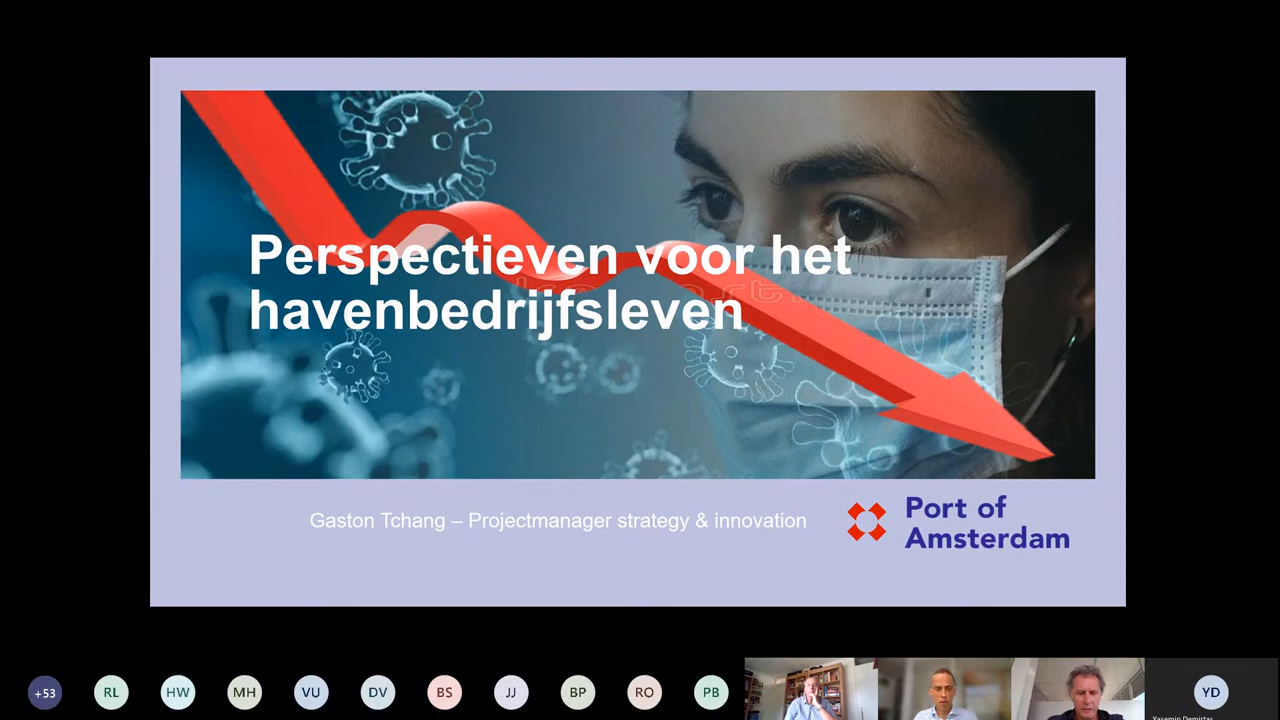 Perspectieven voor het
havenbedrijfsleven
Gaston Tchang – Projectmanager strategy & innovation
Port of
Amsterdam
+53
RL
HW
MH
VU
DV
BS
JJ
BP
RO
PB
YD